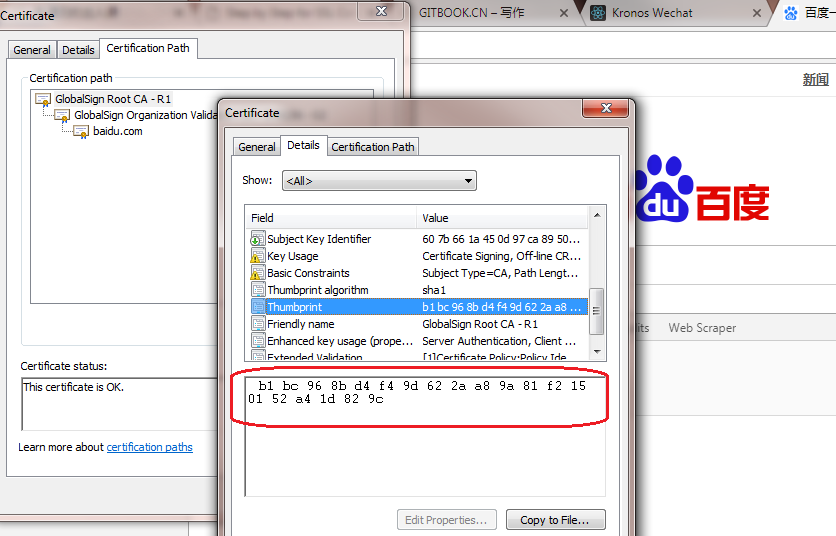 Certificate
General
Details
Certification Path
Certification path
GlobalSign Root CA - R1
GlobalSign Organization Valida
baidu.com
Certificate status:
This certificate is OK.
Learn more about certification paths
GITBOOK.CN – 写作
Kronos Wechat
百度一
新闻
du 百度
Web Scraper
Certificate
General
Details
Certification Path
Show:
<All>
Field Value
Subject Key Identifier 60 7b 66 1a 45 0d 97 ca 89 50...
Key Usage Certificate Signing, Off-line CR...
Basic Constraints Subject Type=CA, Path Lengt...
Thumbprint algorithm sha1
Thumbprint b1 bc 96 8b d4 f4 9d 62 2a a8 ...
Friendly name GlobalSign Root CA - R1
Enhanced key usage (prope... Server Authentication, Client ...
Extended Validation [1]Certificate Policy:Policy Ide...
b1 bc 96 8b d4 f4 9d 62 2a a8 9a 81 f2 15
01 52 a4 1d 82 9c
Edit Properties...
Copy to File...